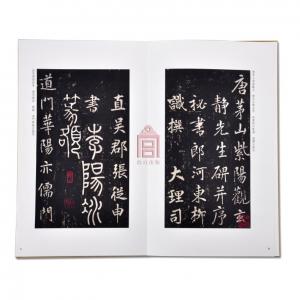 唐茅山紫陽觀玄
靜先生碑并序
秘書郎河東柳
識撰 大理司
直吳郡張從申
書 李陽冰
篆額
道門華陽亦儒門